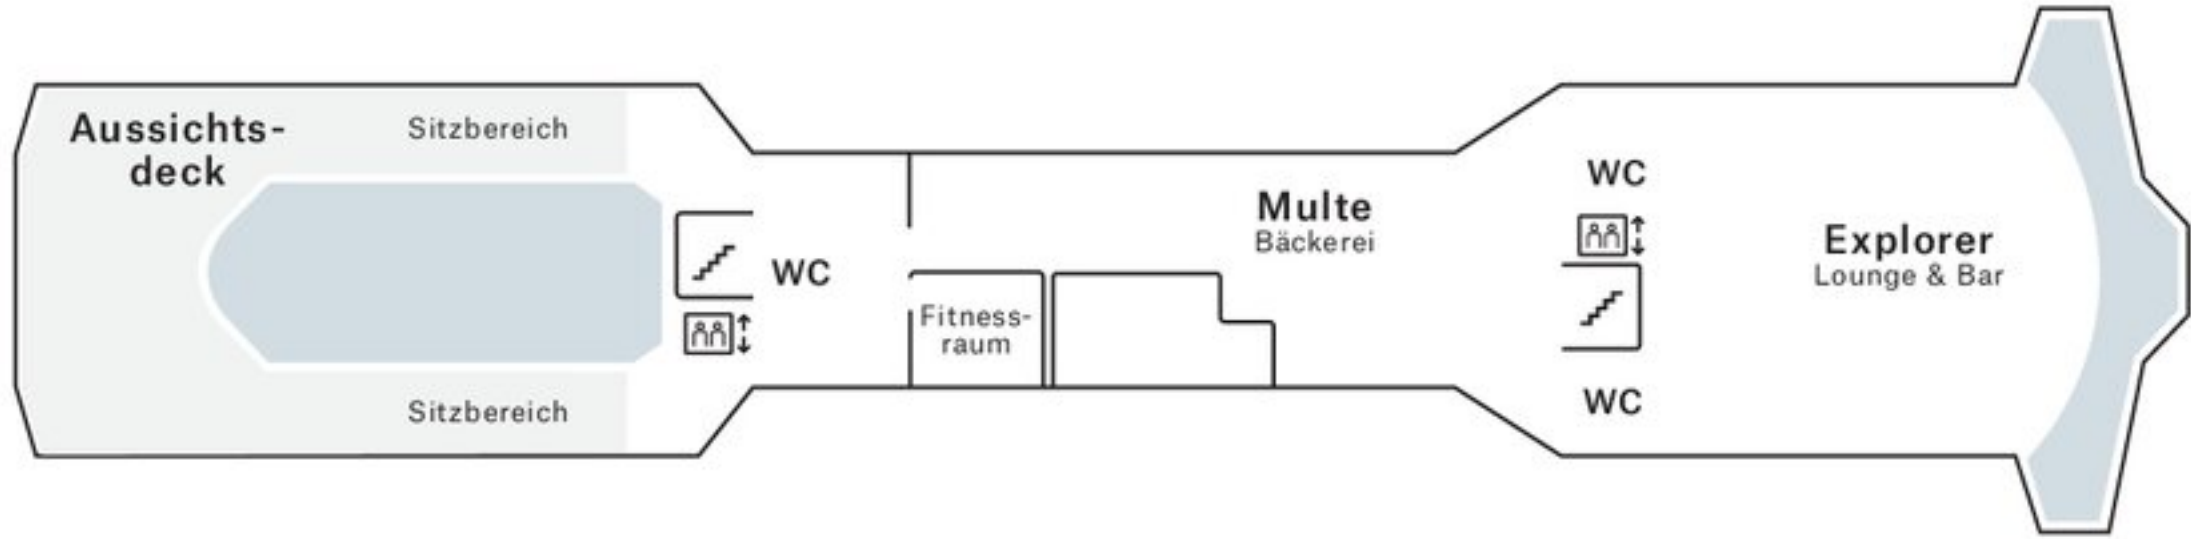 Aussichts-
deck
Sitzbereich
Sitzbereich
WC
Fitness-
raum
Multe
Bäckerei
WC
WC
Explorer
Lounge & Bar